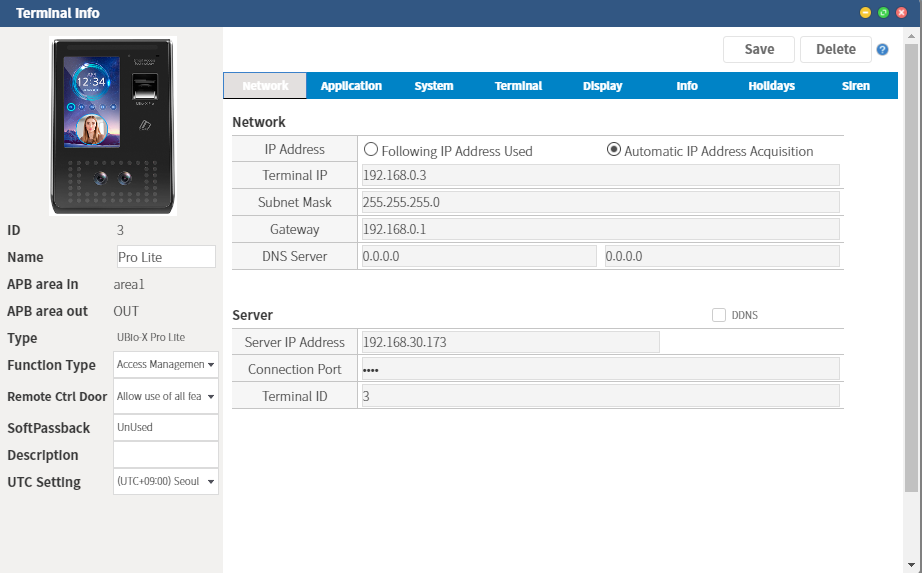 Terminal Info
Save
Delete
Network
Application
System
Terminal
Display
Info
Holidays
Siren
12:34
UBio-X Pro
ID
3
Name
Pro Lite
APB area in
area1
APB area out
OUT
Type
UBio-X Pro Lite
Function Type
Access Managemen
Remote Ctrl Door
Allow use of all fea
SoftPassback
UnUsed
Description
UTC Setting
(UTC+09:00) Seoul
Network
IP Address
Following IP Address Used
Automatic IP Address Acquisition
Terminal IP
192.168.0.3
Subnet Mask
255.255.255.0
Gateway
192.168.0.1
DNS Server
0.0.0.0
0.0.0.0
Server
DDNS
Server IP Address
192.168.30.173
Connection Port
••••
Terminal ID
3